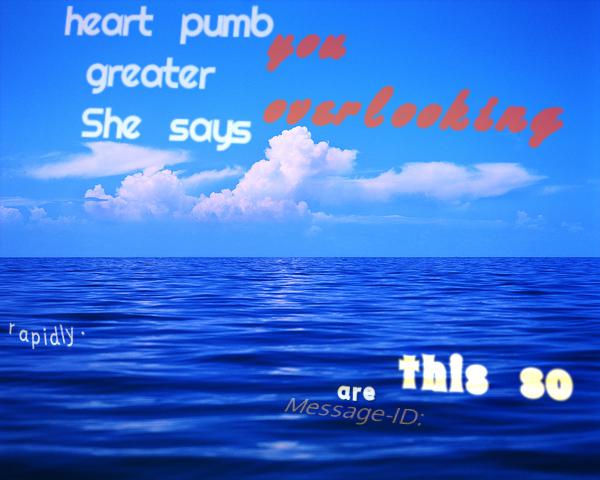 heart pumb
greater
She says
you
overlooking
rapidly.
this so
are
Message-ID: